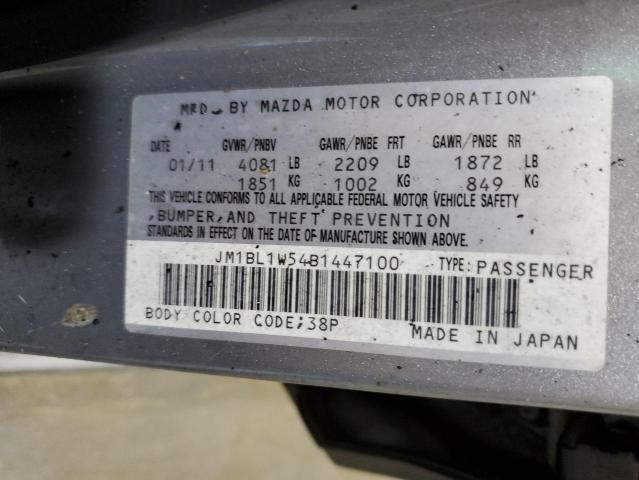 MFD. BY MAZDA MOTOR CORPORATION
DATE GVWR/PNBV GAWR/PNBE FRT GAWR/PNBE RR
01/11 4081 LB 2209 LB 1872 LB
1851 KG 1002 KG 849 KG
THIS VEHICLE CONFORMS TO ALL APPLICABLE FEDERAL MOTOR VEHICLE SAFETY
,BUMPER,AND THEFT PREVENTION
STANDARDS IN EFFECT ON THE DATE OF MANUFACTURE SHOWN ABOVE.
JM1BL1W54B1447100 TYPE: PASSENGER
BODY COLOR CODE;38P MADE IN JAPAN